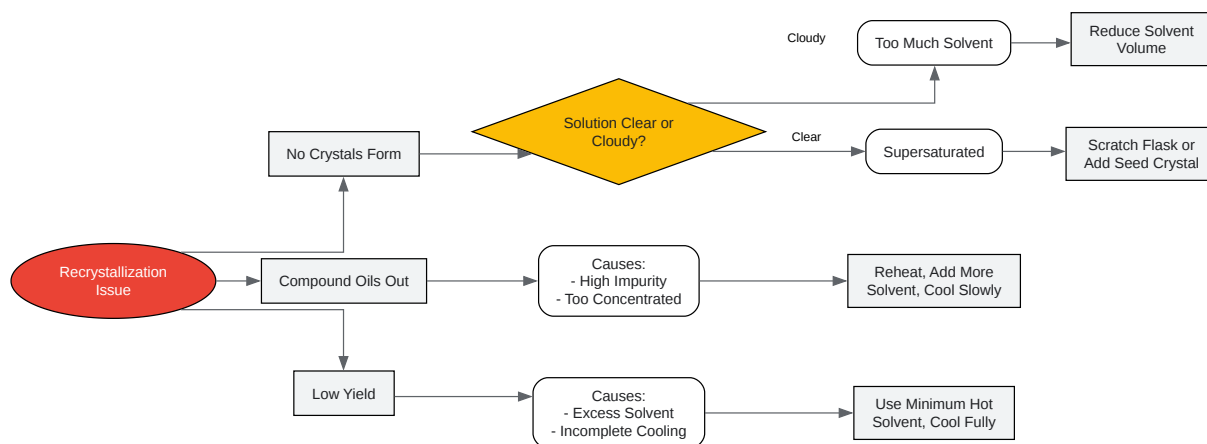 Cloudy
Too Much Solvent
Reduce Solvent
Volume
Solution Clear or
Cloudy?
No Crystals Form
Clear
Supersaturated
Scratch Flask or
Add Seed Crystal
Recrystallization
Issue
Compound Oils Out
Causes:
- High Impurity
- Too Concentrated
Reheat, Add More
Solvent, Cool Slowly
Low Yield
Causes:
- Excess Solvent
- Incomplete Cooling
Use Minimum Hot
Solvent, Cool Fully